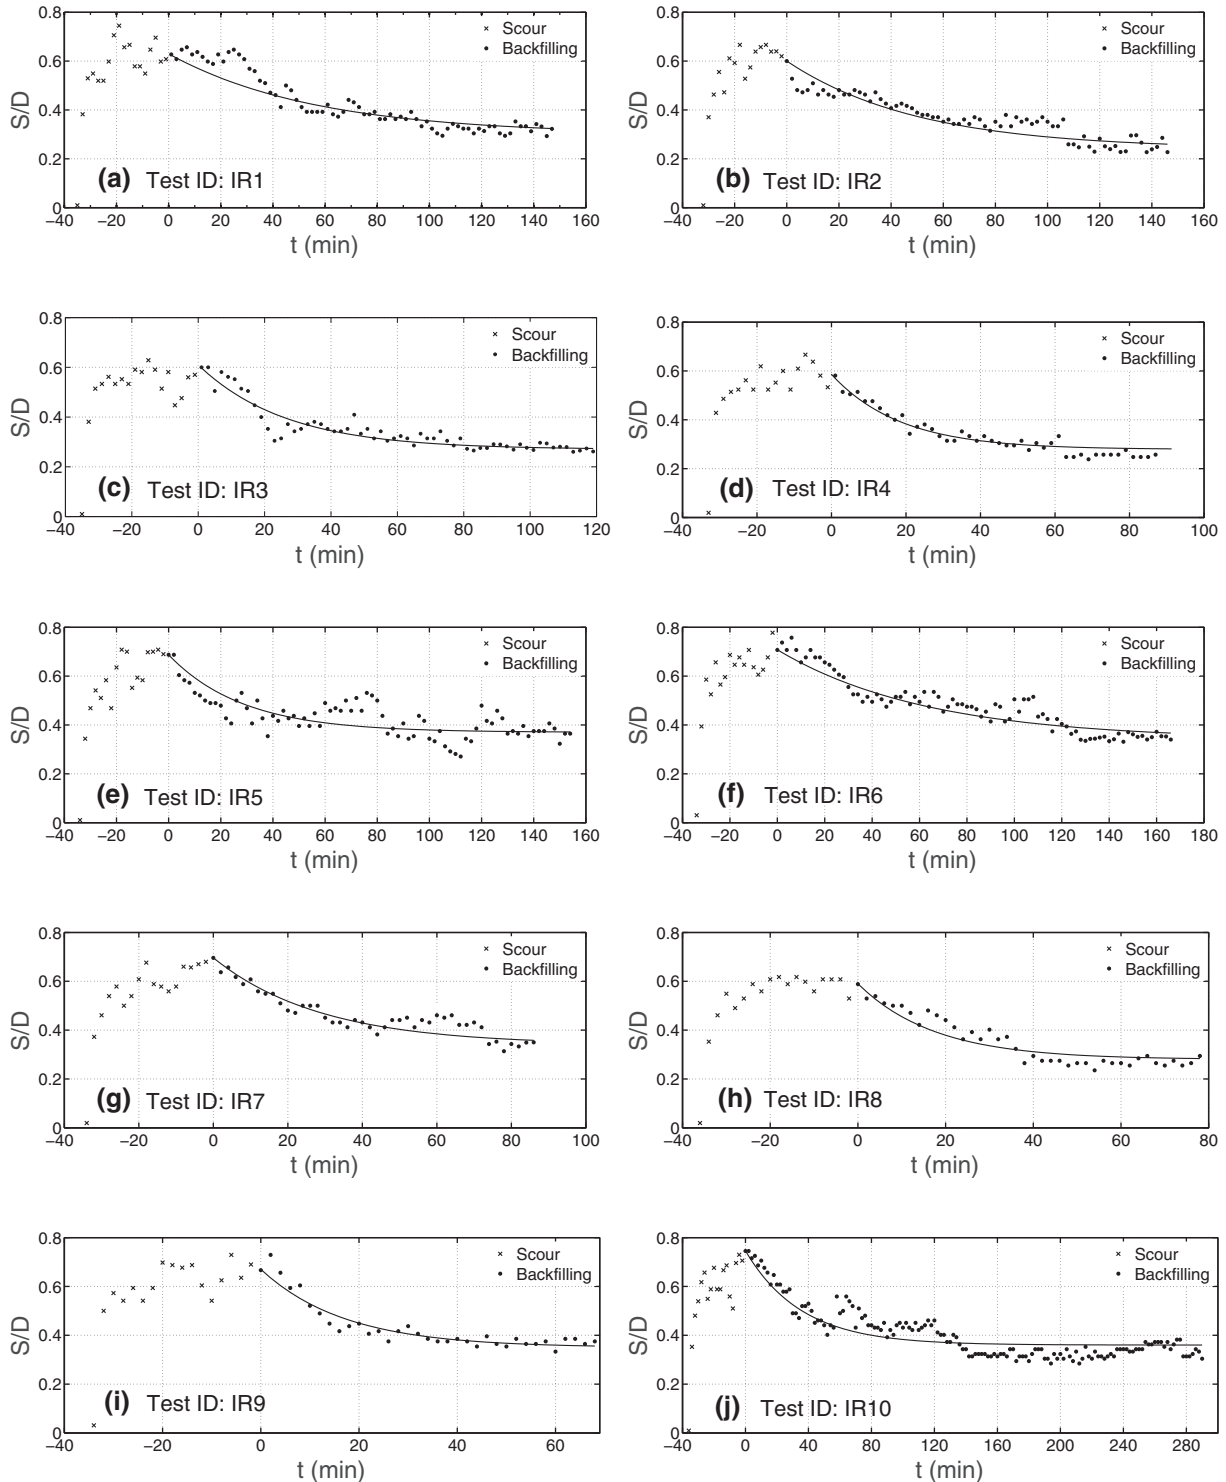 0.8
0.6
0.4
0.2
0
S/D
× Scour
• Backfilling
(a) Test ID: IR1
−40 −20 0 20 40 60 80 100 120 140 160
t (min)
0.8
0.6
0.4
0.2
0
S/D
× Scour
• Backfilling
(b) Test ID: IR2
−40 −20 0 20 40 60 80 100 120 140 160
t (min)
0.8
0.6
0.4
0.2
0
S/D
× Scour
• Backfilling
(c) Test ID: IR3
−40 −20 0 20 40 60 80 100 120
t (min)
0.8
0.6
0.4
0.2
0
S/D
× Scour
• Backfilling
(d) Test ID: IR4
−40 −20 0 20 40 60 80 100
t (min)
0.8
0.6
0.4
0.2
0
S/D
× Scour
• Backfilling
(e) Test ID: IR5
−40 −20 0 20 40 60 80 100 120 140 160
t (min)
0.8
0.6
0.4
0.2
0
S/D
× Scour
• Backfilling
(f) Test ID: IR6
−40 −20 0 20 40 60 80 100 120 140 160 180
t (min)
0.8
0.6
0.4
0.2
0
S/D
× Scour
• Backfilling
(g) Test ID: IR7
−40 −20 0 20 40 60 80 100
t (min)
0.8
0.6
0.4
0.2
0
S/D
× Scour
• Backfilling
(h) Test ID: IR8
−40 −20 0 20 40 60 80
t (min)
0.8
0.6
0.4
0.2
0
S/D
× Scour
• Backfilling
(i) Test ID: IR9
−40 −20 0 20 40 60
t (min)
0.8
0.6
0.4
0.2
0
S/D
× Scour
• Backfilling
(j) Test ID: IR10
−40 0 40 80 120 160 200 240 280
t (min)